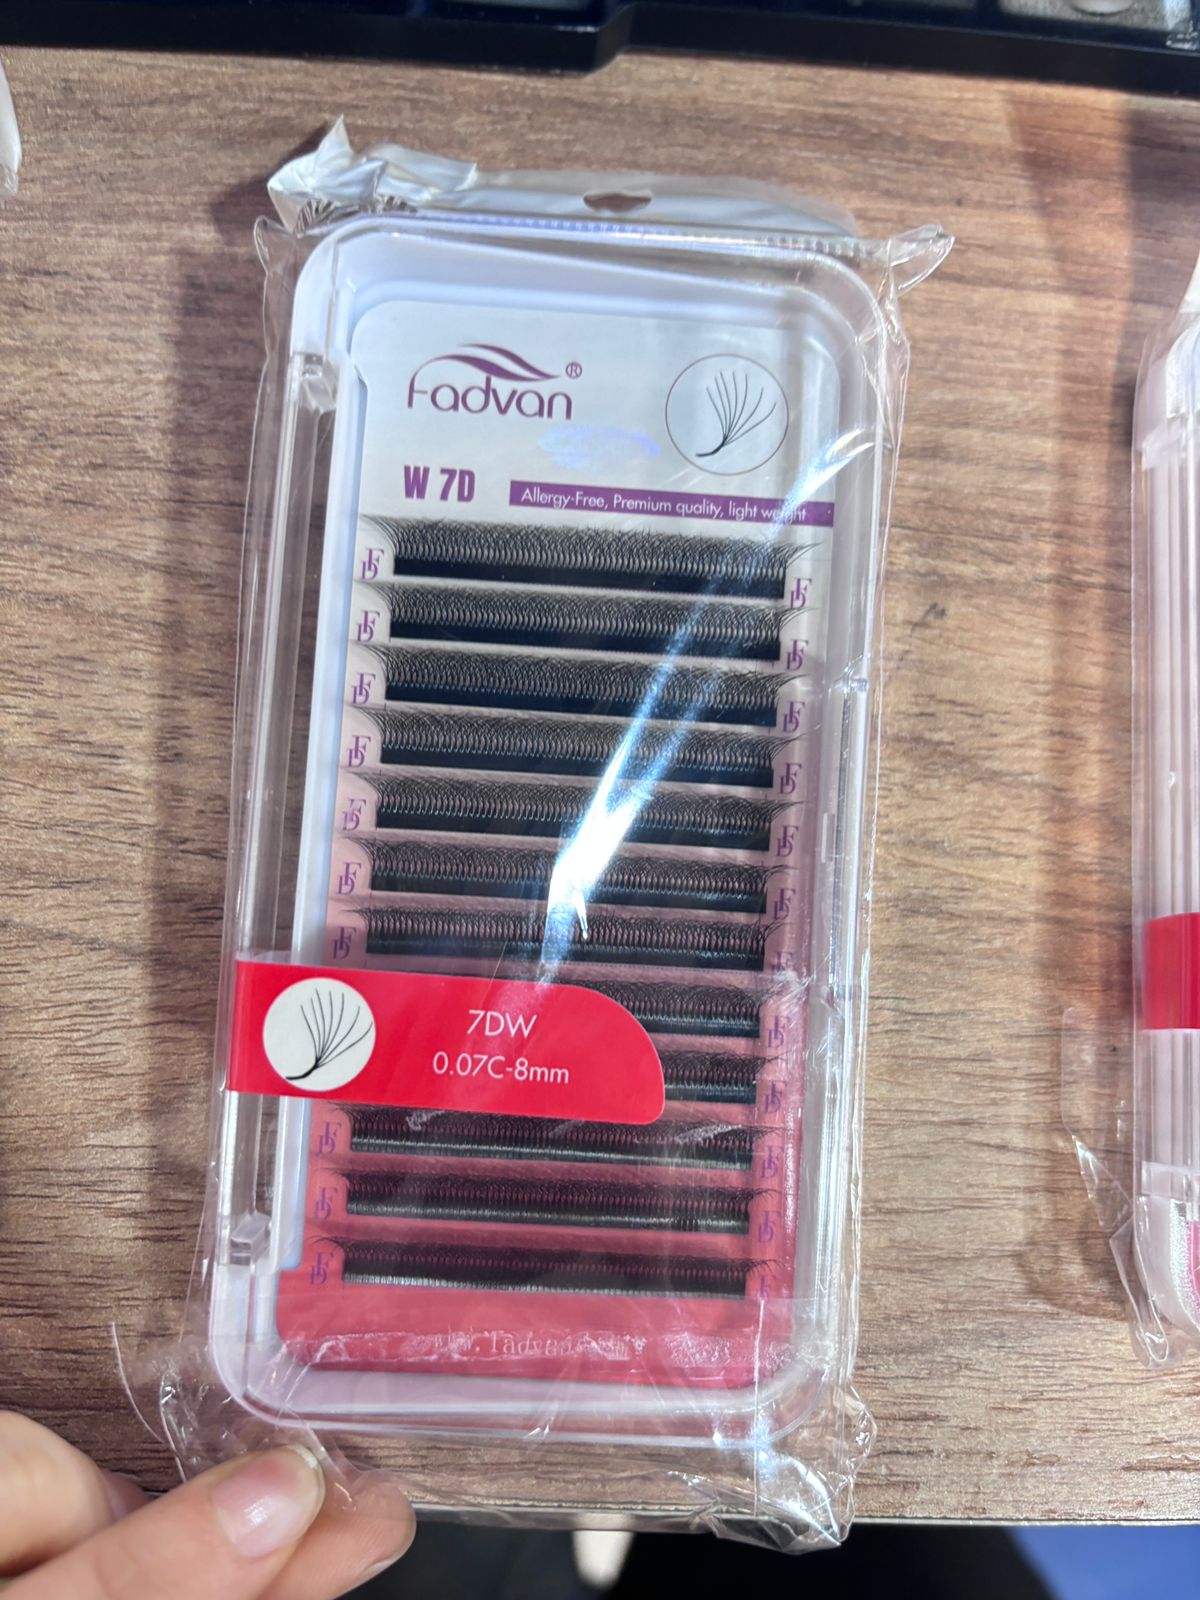 Fadvan®
W 7D
Allergy-Free, Premium quality, light weight
7DW
0.07C-8mm